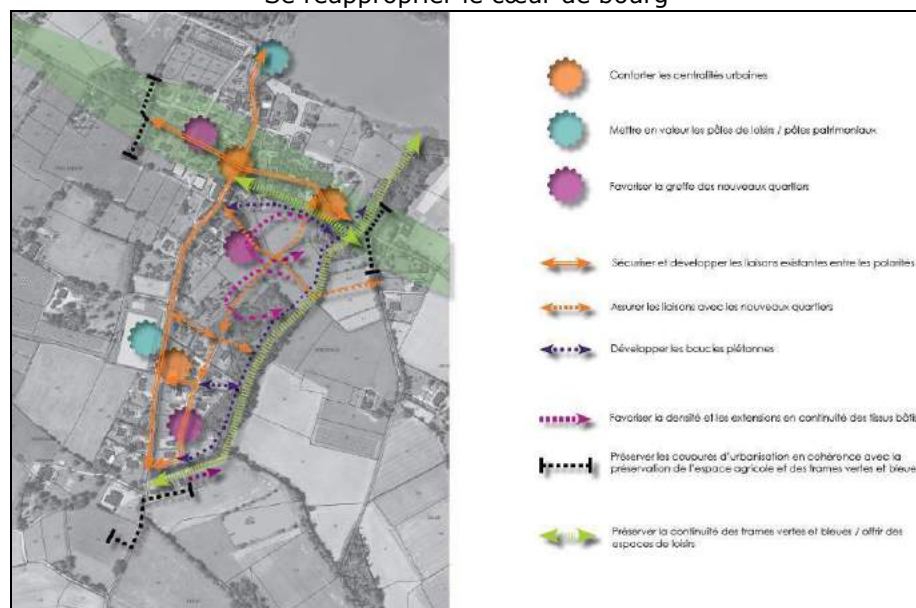 Se réapproprier le cœur de bourg
Conforter les centralités urbaines
Mettre en valeur les pôles de loisirs / pôles patrimoniaux
Favoriser la greffe des nouveaux quartiers
Sécuriser et développer les liaisons existantes entre les polarités
Assurer les liaisons avec les nouveaux quartiers
Développer les boucles piétonnes
Favoriser la densité et les extensions en continuité des tissus bâtis
Préserver les coupures d'urbanisation en cohérence avec la
préservation de l'espace agricole et des trames vertes et bleues
Préserver la continuité des trames vertes et bleues / offrir des
espaces de loisirs